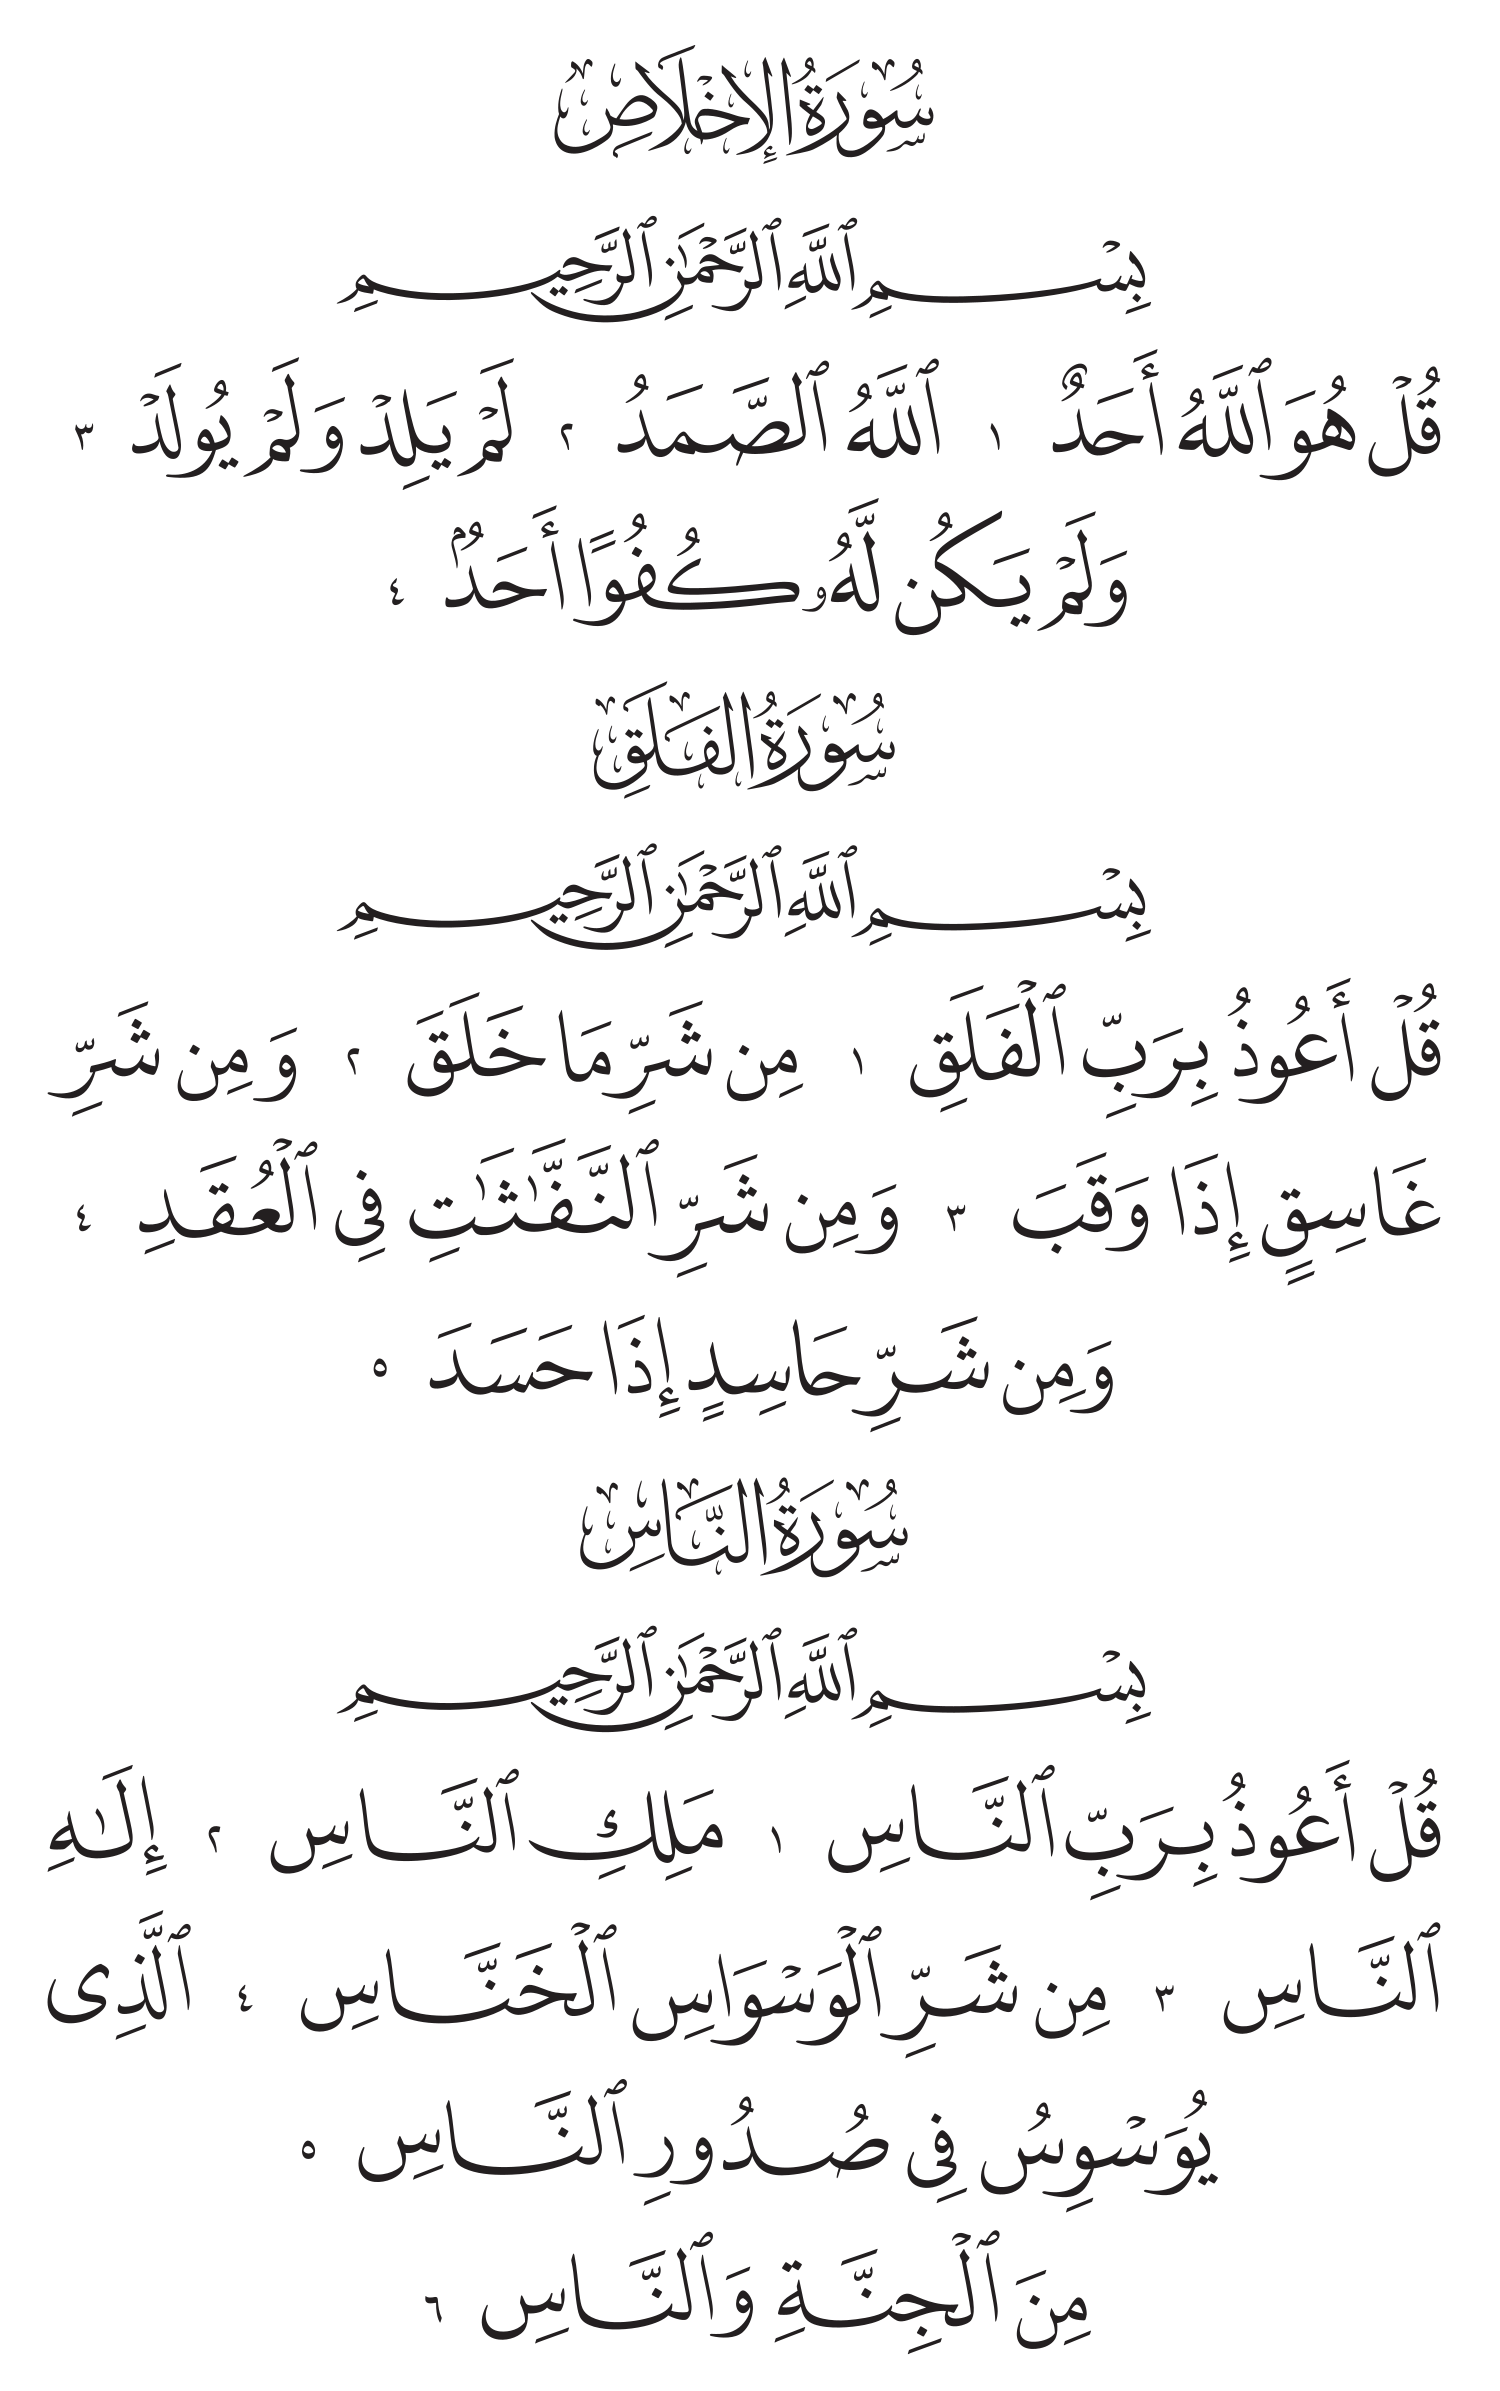 سُورَةُ الإِخْلَاصِ
بِسْمِ ٱللَّهِ ٱلرَّحْمَٰنِ ٱلرَّحِيمِ
قُلْ هُوَ ٱللَّهُ أَحَدٌ ١ ٱللَّهُ ٱلصَّمَدُ ٢ لَمْ يَلِدْ وَلَمْ يُولَدْ ٣
وَلَمْ يَكُن لَّهُۥ كُفُوًا أَحَدٌۢ ٤
سُورَةُ الفَلَقِ
بِسْمِ ٱللَّهِ ٱلرَّحْمَٰنِ ٱلرَّحِيمِ
قُلْ أَعُوذُ بِرَبِّ ٱلْفَلَقِ ١ مِن شَرِّ مَا خَلَقَ ٢ وَمِن شَرِّ
غَاسِقٍ إِذَا وَقَبَ ٣ وَمِن شَرِّ ٱلنَّفَّٰثَٰتِ فِى ٱلْعُقَدِ ٤
وَمِن شَرِّ حَاسِدٍ إِذَا حَسَدَ ٥
سُورَةُ النَّاسِ
بِسْمِ ٱللَّهِ ٱلرَّحْمَٰنِ ٱلرَّحِيمِ
قُلْ أَعُوذُ بِرَبِّ ٱلنَّاسِ ١ مَلِكِ ٱلنَّاسِ ٢ إِلَٰهِ
ٱلنَّاسِ ٣ مِن شَرِّ ٱلْوَسْوَاسِ ٱلْخَنَّاسِ ٤ ٱلَّذِى
يُوَسْوِسُ فِى صُدُورِ ٱلنَّاسِ ٥
مِنَ ٱلْجِنَّةِ وَٱلنَّاسِ ٦